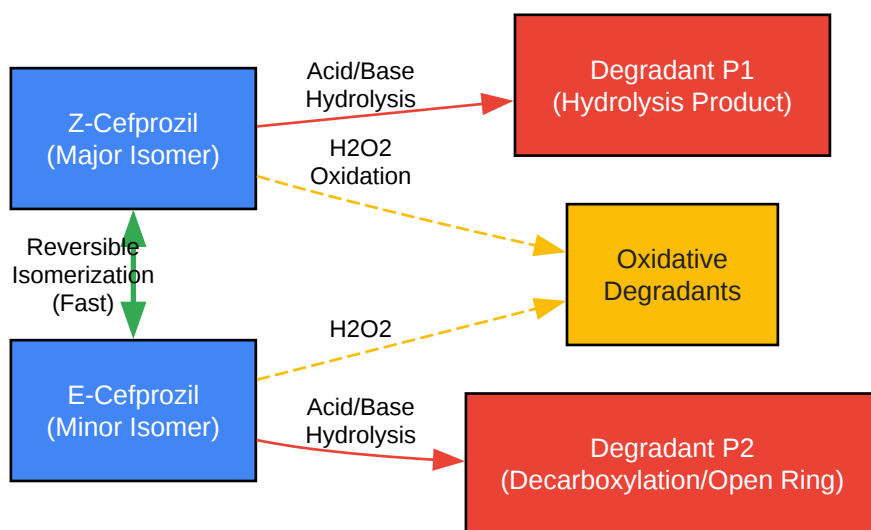 Z-Cefprozil
(Major Isomer)
Acid/Base
Hydrolysis
Degradant P1
(Hydrolysis Product)
H2O2
Oxidation
Reversible
Isomerization
(Fast)
Oxidative
Degradants
H2O2
E-Cefprozil
(Minor Isomer)
Acid/Base
Hydrolysis
Degradant P2
(Decarboxylation/Open Ring)